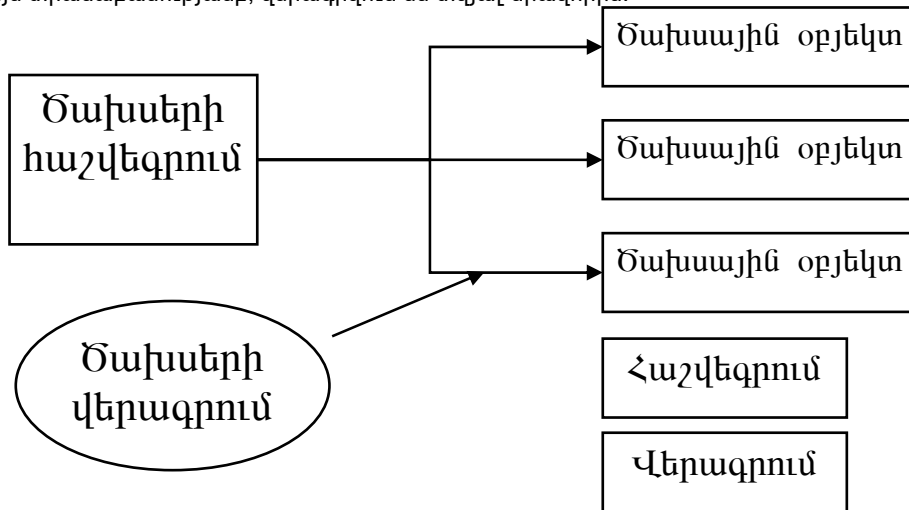 Ծախսային օբյեկտ
Ծախսերի
հաշվեգրում
Ծախսային օբյեկտ
Ծախսային օբյեկտ
Ծախսերի
վերագրում
Հաշվեգրում
Վերագրում